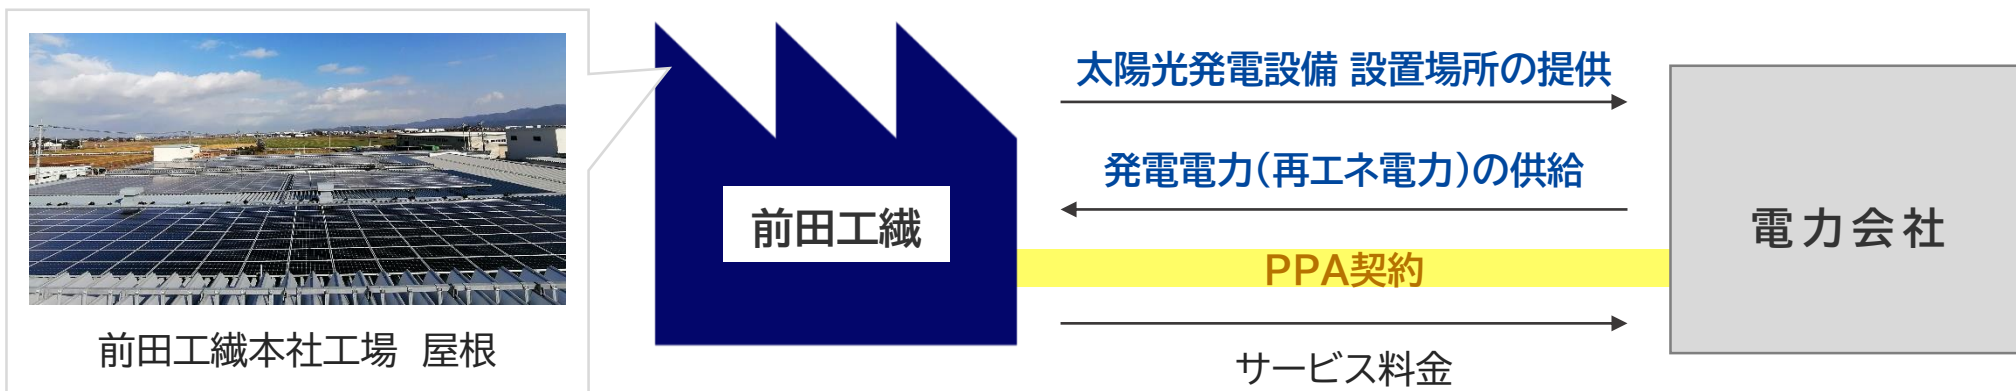 前田工繊本社工場 屋根
前田工繊
太陽光発電設備 設置場所の提供
発電電力(再エネ電力)の供給
PPA契約
サービス料金
電力会社